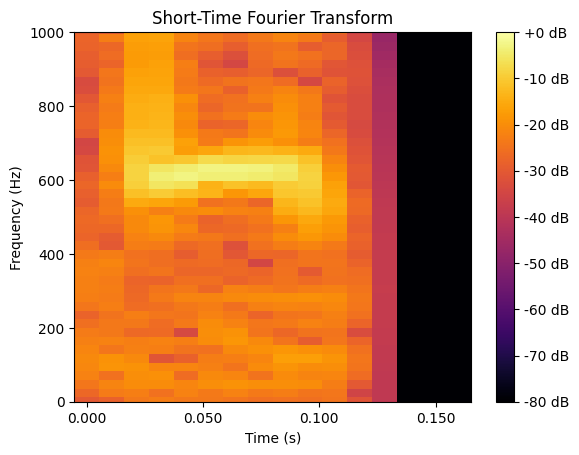 Short-Time Fourier Transform
1000
800
600
400
200
0
Frequency (Hz)
0.000
0.050
0.100
0.150
Time (s)
+0 dB
-10 dB
-20 dB
-30 dB
-40 dB
-50 dB
-60 dB
-70 dB
-80 dB